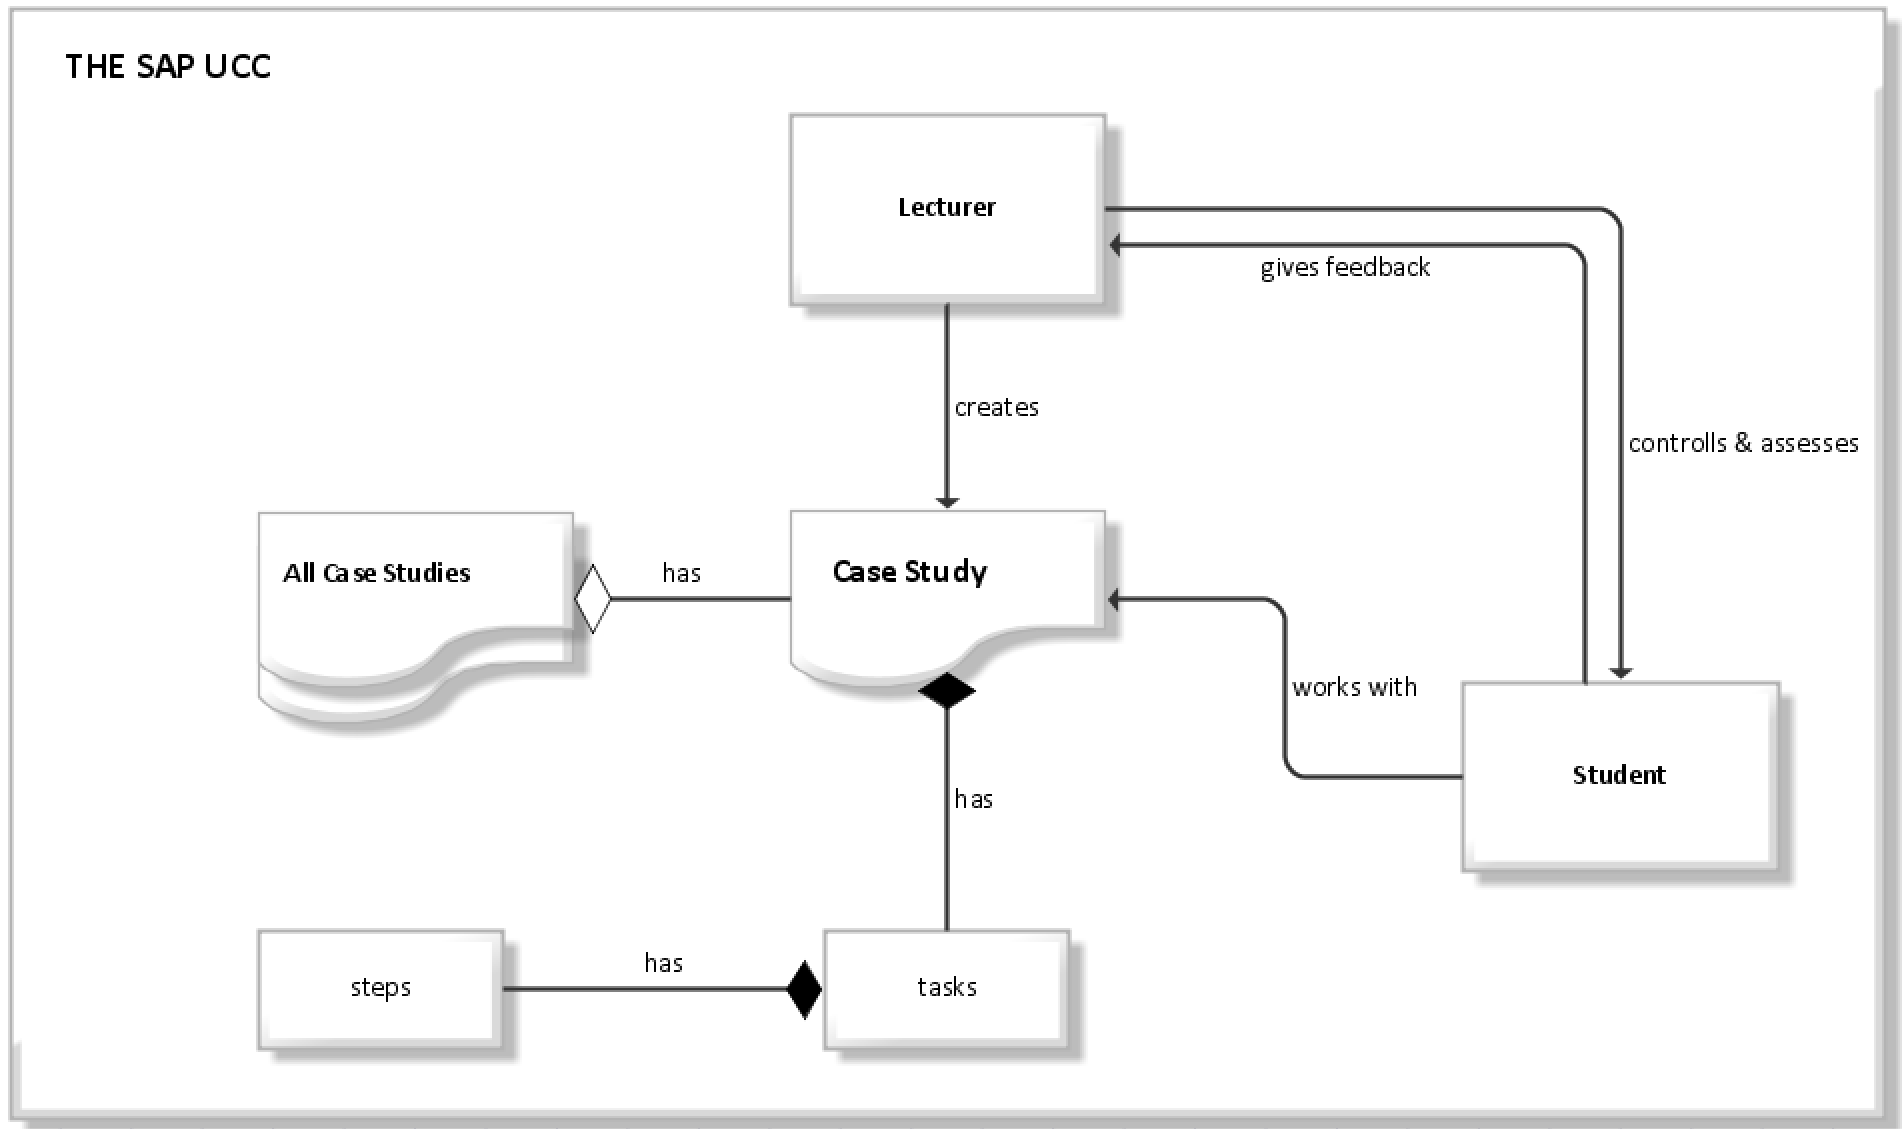 THE SAP UCC
Lecturer
gives feedback
creates
controlls & assesses
All Case Studies
has
Case Study
works with
Student
has
steps
has
tasks